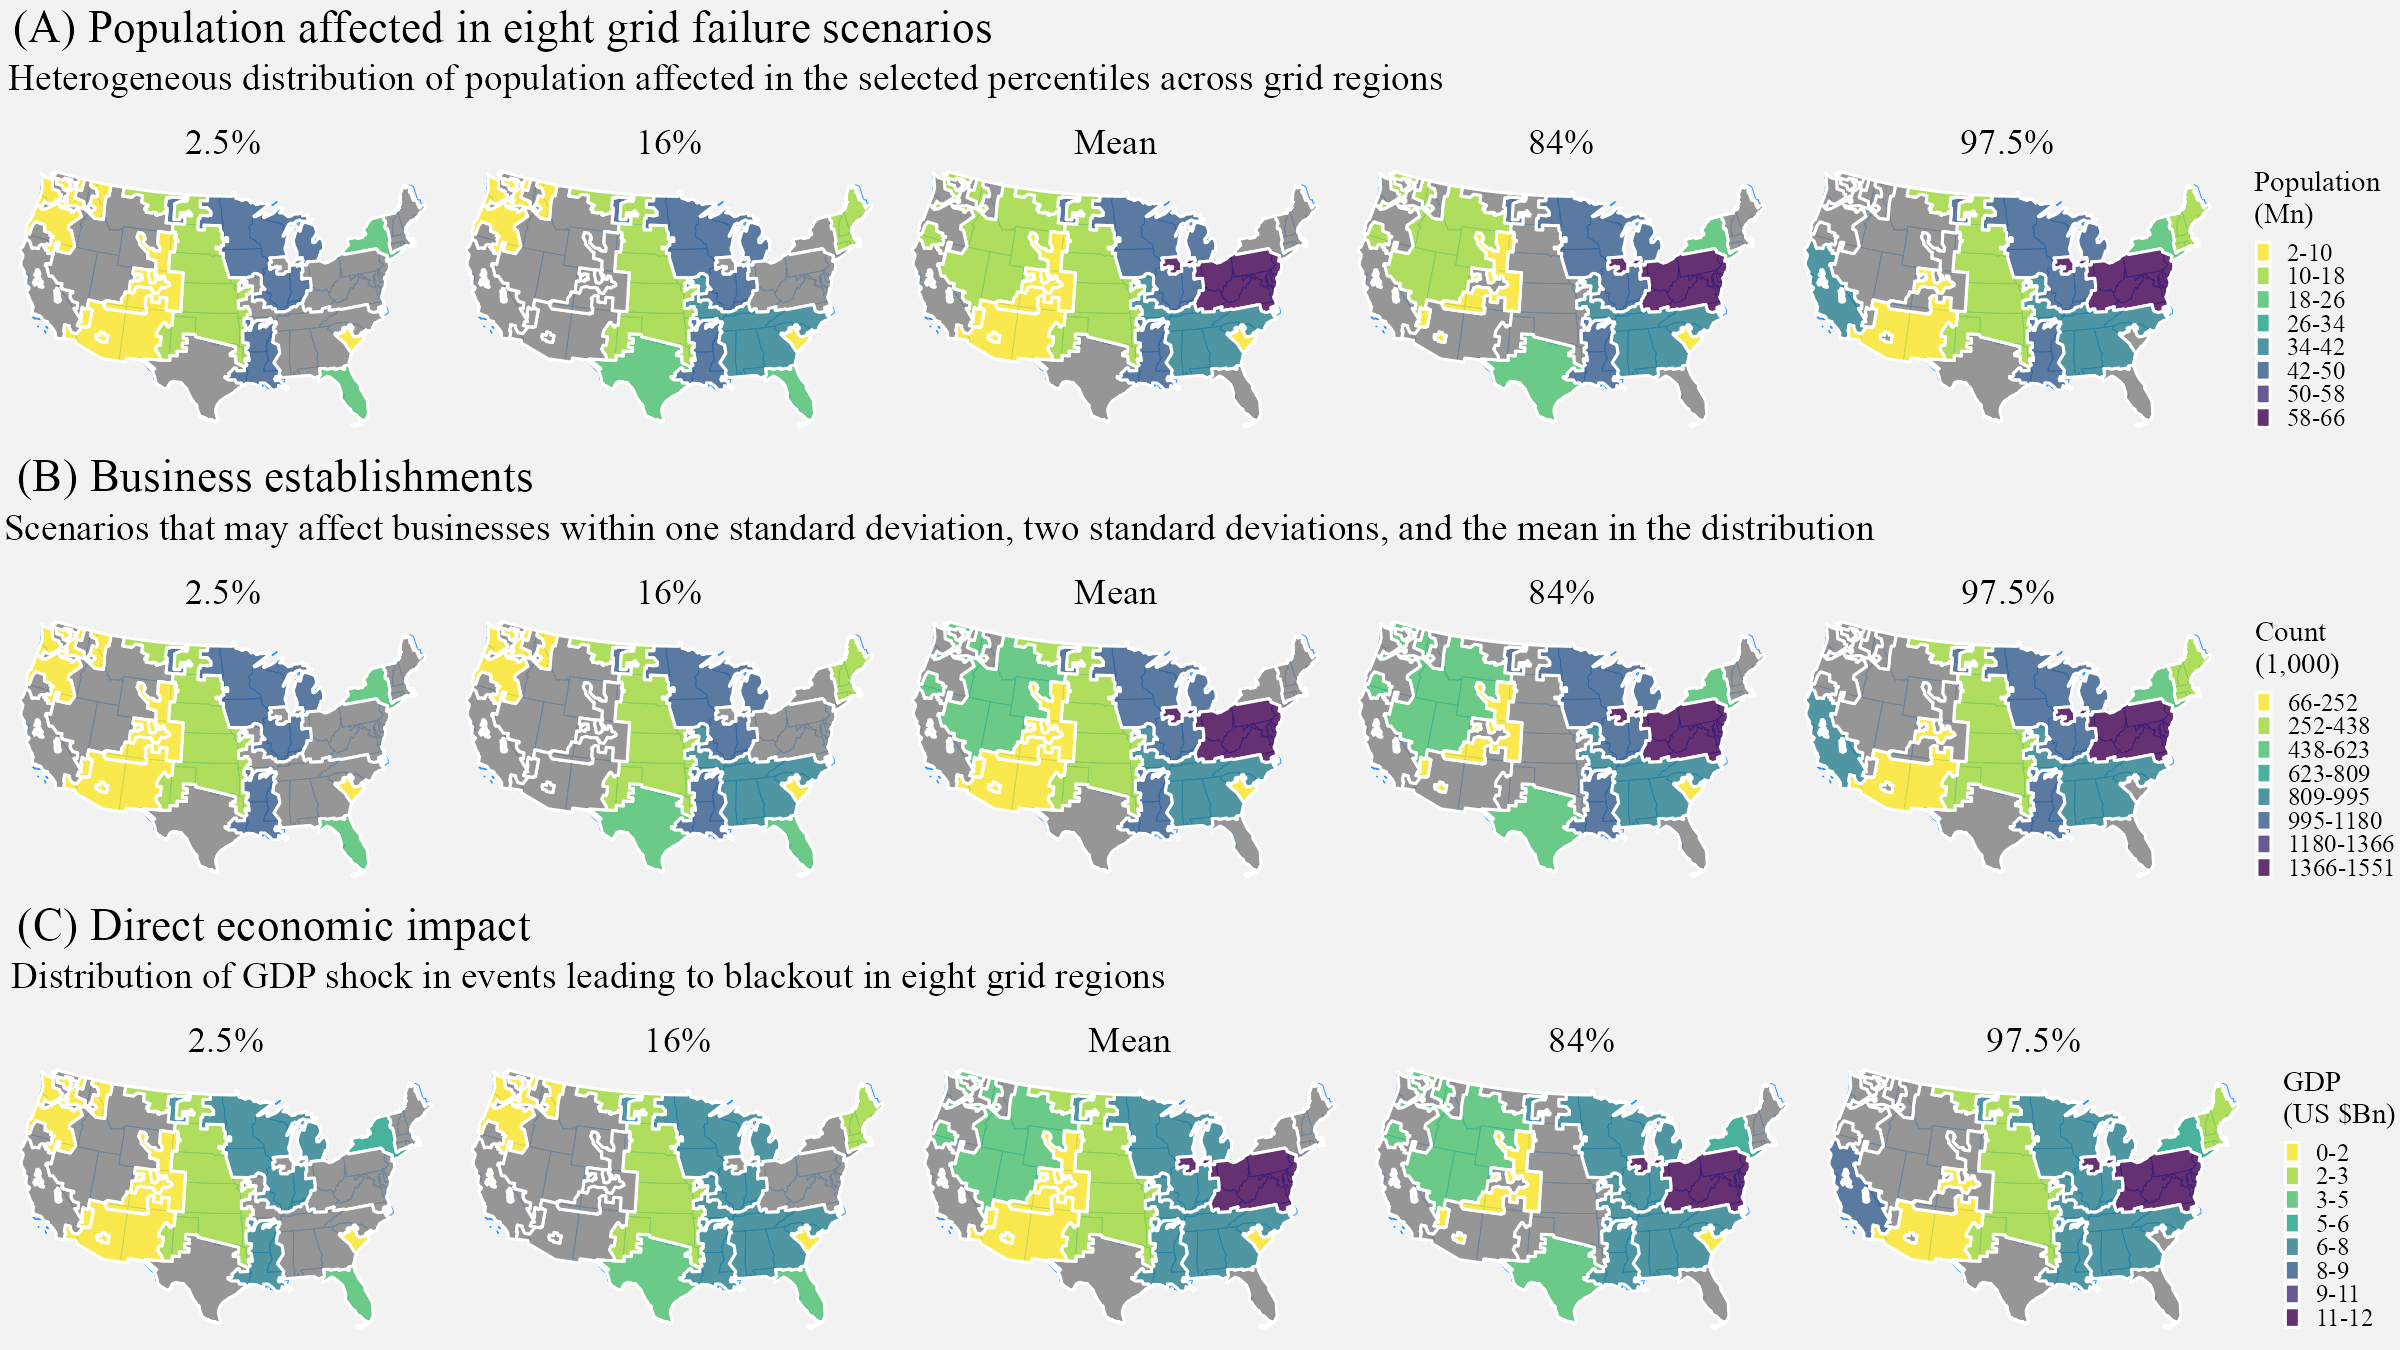 (A) Population affected in eight grid failure scenarios
Heterogeneous distribution of population affected in the selected percentiles across grid regions
2.5%
16%
Mean
84%
97.5%
Population
(Mn)
2-10
10-18
18-26
26-34
34-42
42-50
50-58
58-66
(B) Business establishments
Scenarios that may affect businesses within one standard deviation, two standard deviations, and the mean in the distribution
2.5%
16%
Mean
84%
97.5%
Count
(1,000)
66-252
252-438
438-623
623-809
809-995
995-1180
1180-1366
1366-1551
(C) Direct economic impact
Distribution of GDP shock in events leading to blackout in eight grid regions
2.5%
16%
Mean
84%
97.5%
GDP
(US $Bn)
0-2
2-3
3-5
5-6
6-8
8-9
9-11
11-12